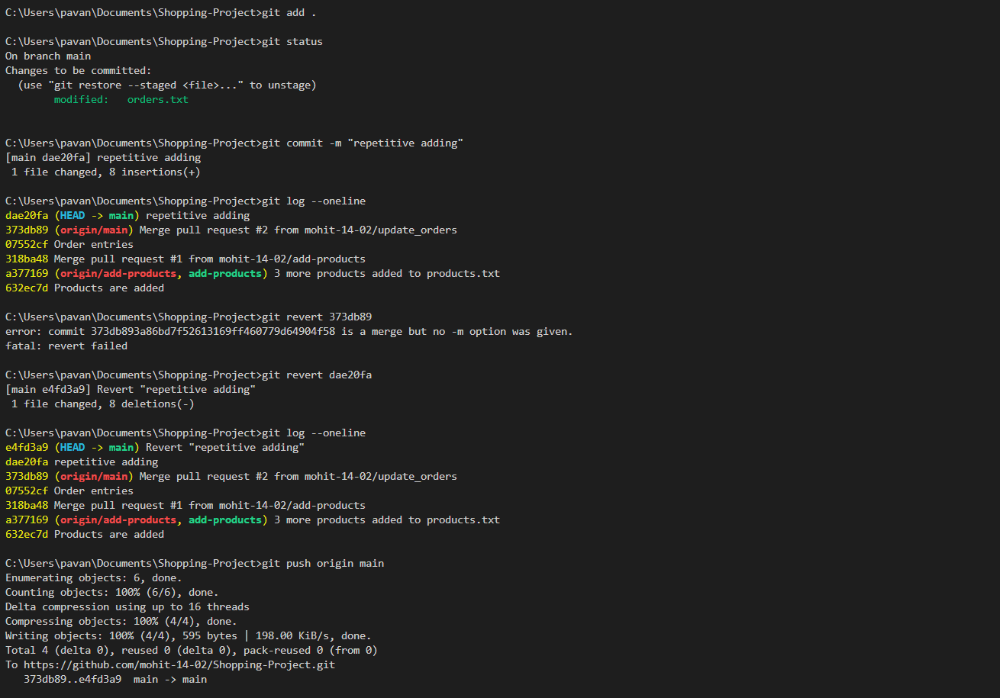 C:\Users\pavan\Documents\Shopping-Project>git add .
C:\Users\pavan\Documents\Shopping-Project>git status
On branch main
Changes to be committed:
  (use "git restore --staged <file>..." to unstage)
        modified:   orders.txt
C:\Users\pavan\Documents\Shopping-Project>git commit -m "repetitive adding"
[main dae20fa] repetitive adding
 1 file changed, 8 insertions(+)
C:\Users\pavan\Documents\Shopping-Project>git log --oneline
dae20fa (HEAD -> main) repetitive adding
373db89 (origin/main) Merge pull request #2 from mohit-14-02/update_orders
07552cf Order entries
318ba48 Merge pull request #1 from mohit-14-02/add-products
a377169 (origin/add-products, add-products) 3 more products added to products.txt
632ec7d Products are added
C:\Users\pavan\Documents\Shopping-Project>git revert 373db89
error: commit 373db893a86bd7f52613169ff460779d64904f58 is a merge but no -m option was given.
fatal: revert failed
C:\Users\pavan\Documents\Shopping-Project>git revert dae20fa
[main e4fd3a9] Revert "repetitive adding"
 1 file changed, 8 deletions(-)
C:\Users\pavan\Documents\Shopping-Project>git log --oneline
e4fd3a9 (HEAD -> main) Revert "repetitive adding"
dae20fa repetitive adding
373db89 (origin/main) Merge pull request #2 from mohit-14-02/update_orders
07552cf Order entries
318ba48 Merge pull request #1 from mohit-14-02/add-products
a377169 (origin/add-products, add-products) 3 more products added to products.txt
632ec7d Products are added
C:\Users\pavan\Documents\Shopping-Project>git push origin main
Enumerating objects: 6, done.
Counting objects: 100% (6/6), done.
Delta compression using up to 16 threads
Compressing objects: 100% (4/4), done.
Writing objects: 100% (4/4), 595 bytes | 198.00 KiB/s, done.
Total 4 (delta 0), reused 0 (delta 0), pack-reused 0 (from 0)
To https://github.com/mohit-14-02/Shopping-Project.git
   373db89..e4fd3a9  main -> main